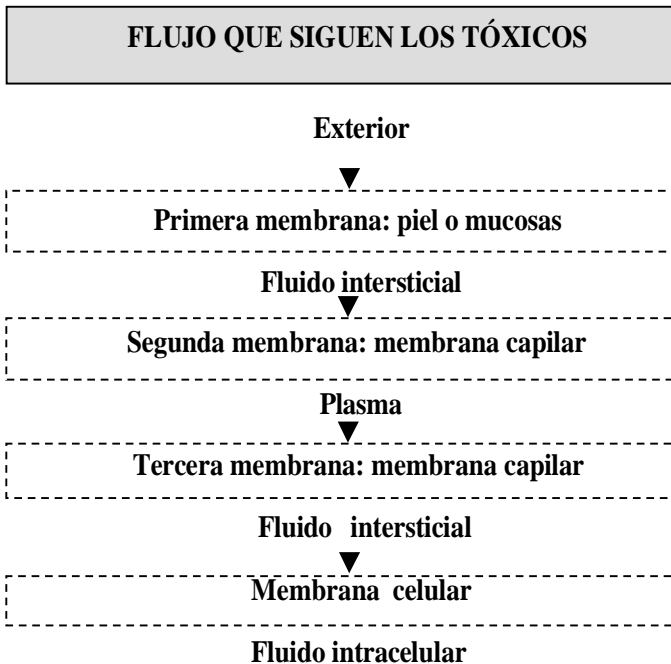 FLUJO QUE SIGUEN LOS TÓXICOS
Exterior
Primera membrana: piel o mucosas
Fluido intersticial
Segunda membrana: membrana capilar
Plasma
Tercera membrana: membrana capilar
Fluido intersticial
Membrana celular
Fluido intracelular